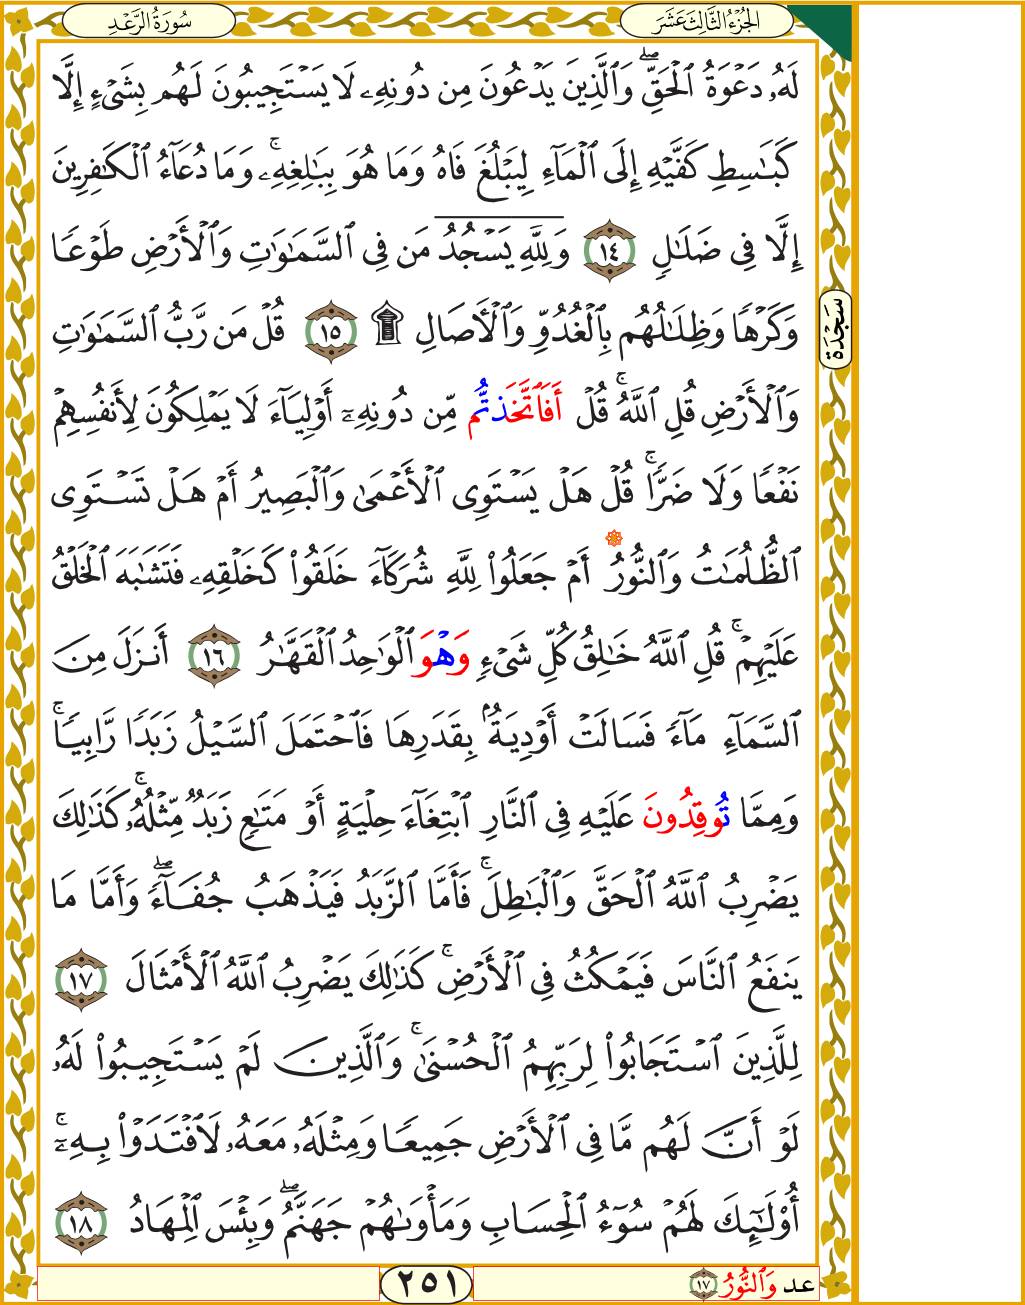 الجُزْءُ الثَّالِثَ عَشَرَ
سُورَةُ الرَّعْدِ
لَهُۥ دَعْوَةُ ٱلْحَقِّۖ وَٱلَّذِينَ يَدْعُونَ مِن دُونِهِۦ لَا يَسْتَجِيبُونَ لَهُم بِشَيْءٍ إِلَّا
كَبَٰسِطِ كَفَّيْهِ إِلَى ٱلْمَآءِ لِيَبْلُغَ فَاهُ وَمَا هُوَ بِبَٰلِغِهِۦۚ وَمَا دُعَآءُ ٱلْكَٰفِرِينَ
إِلَّا فِي ضَلَٰلٍ ١٤ وَلِلَّهِ يَسْجُدُ مَن فِي ٱلسَّمَٰوَٰتِ وَٱلْأَرْضِ طَوْعًا
وَكَرْهًا وَظِلَٰلُهُم بِٱلْغُدُوِّ وَٱلْأٓصَالِ ۩ ١٥ قُلْ مَن رَّبُّ ٱلسَّمَٰوَٰتِ
وَٱلْأَرْضِ قُلِ ٱللَّهُۚ قُلْ أَفَٱتَّخَذتُّم مِّن دُونِهِۦٓ أَوْلِيَآءَ لَا يَمْلِكُونَ لِأَنفُسِهِمْ
نَفْعًا وَلَا ضَرًّاۚ قُلْ هَلْ يَسْتَوِى ٱلْأَعْمَىٰ وَٱلْبَصِيرُ أَمْ هَلْ تَسْتَوِى
ٱلظُّلُمَٰتُ وَٱلنُّورُ أَمْ جَعَلُوا۟ لِلَّهِ شُرَكَآءَ خَلَقُوا۟ كَخَلْقِهِۦ فَتَشَٰبَهَ ٱلْخَلْقُ
عَلَيْهِمْۚ قُلِ ٱللَّهُ خَٰلِقُ كُلِّ شَيْءٍ وَهْوَ ٱلْوَٰحِدُ ٱلْقَهَّٰرُ ١٦ أَنزَلَ مِنَ
ٱلسَّمَآءِ مَآءً فَسَالَتْ أَوْدِيَةُۢ بِقَدَرِهَا فَٱحْتَمَلَ ٱلسَّيْلُ زَبَدًا رَّابِيًاۚ
وَمِمَّا تُوقِدُونَ عَلَيْهِ فِي ٱلنَّارِ ٱبْتِغَآءَ حِلْيَةٍ أَوْ مَتَٰعٍ زَبَدٌ مِّثْلُهُۥۚ كَذَٰلِكَ
يَضْرِبُ ٱللَّهُ ٱلْحَقَّ وَٱلْبَٰطِلَۚ فَأَمَّا ٱلزَّبَدُ فَيَذْهَبُ جُفَآءًۖ وَأَمَّا مَا
يَنفَعُ ٱلنَّاسَ فَيَمْكُثُ فِي ٱلْأَرْضِۚ كَذَٰلِكَ يَضْرِبُ ٱللَّهُ ٱلْأَمْثَالَ ١٧
لِلَّذِينَ ٱسْتَجَابُوا۟ لِرَبِّهِمُ ٱلْحُسْنَىٰۚ وَٱلَّذِينَ لَمْ يَسْتَجِيبُوا۟ لَهُۥ
لَوْ أَنَّ لَهُم مَّا فِي ٱلْأَرْضِ جَمِيعًا وَمِثْلَهُۥ مَعَهُۥ لَٱفْتَدَوْا۟ بِهِۦٓۚ
أُو۟لَٰٓئِكَ لَهُمْ سُوٓءُ ٱلْحِسَابِ وَمَأْوَىٰهُمْ جَهَنَّمُۖ وَبِئْسَ ٱلْمِهَادُ ١٨
سَجْدَة
عد وَٱلنُّورُ ١٧
٢٥١